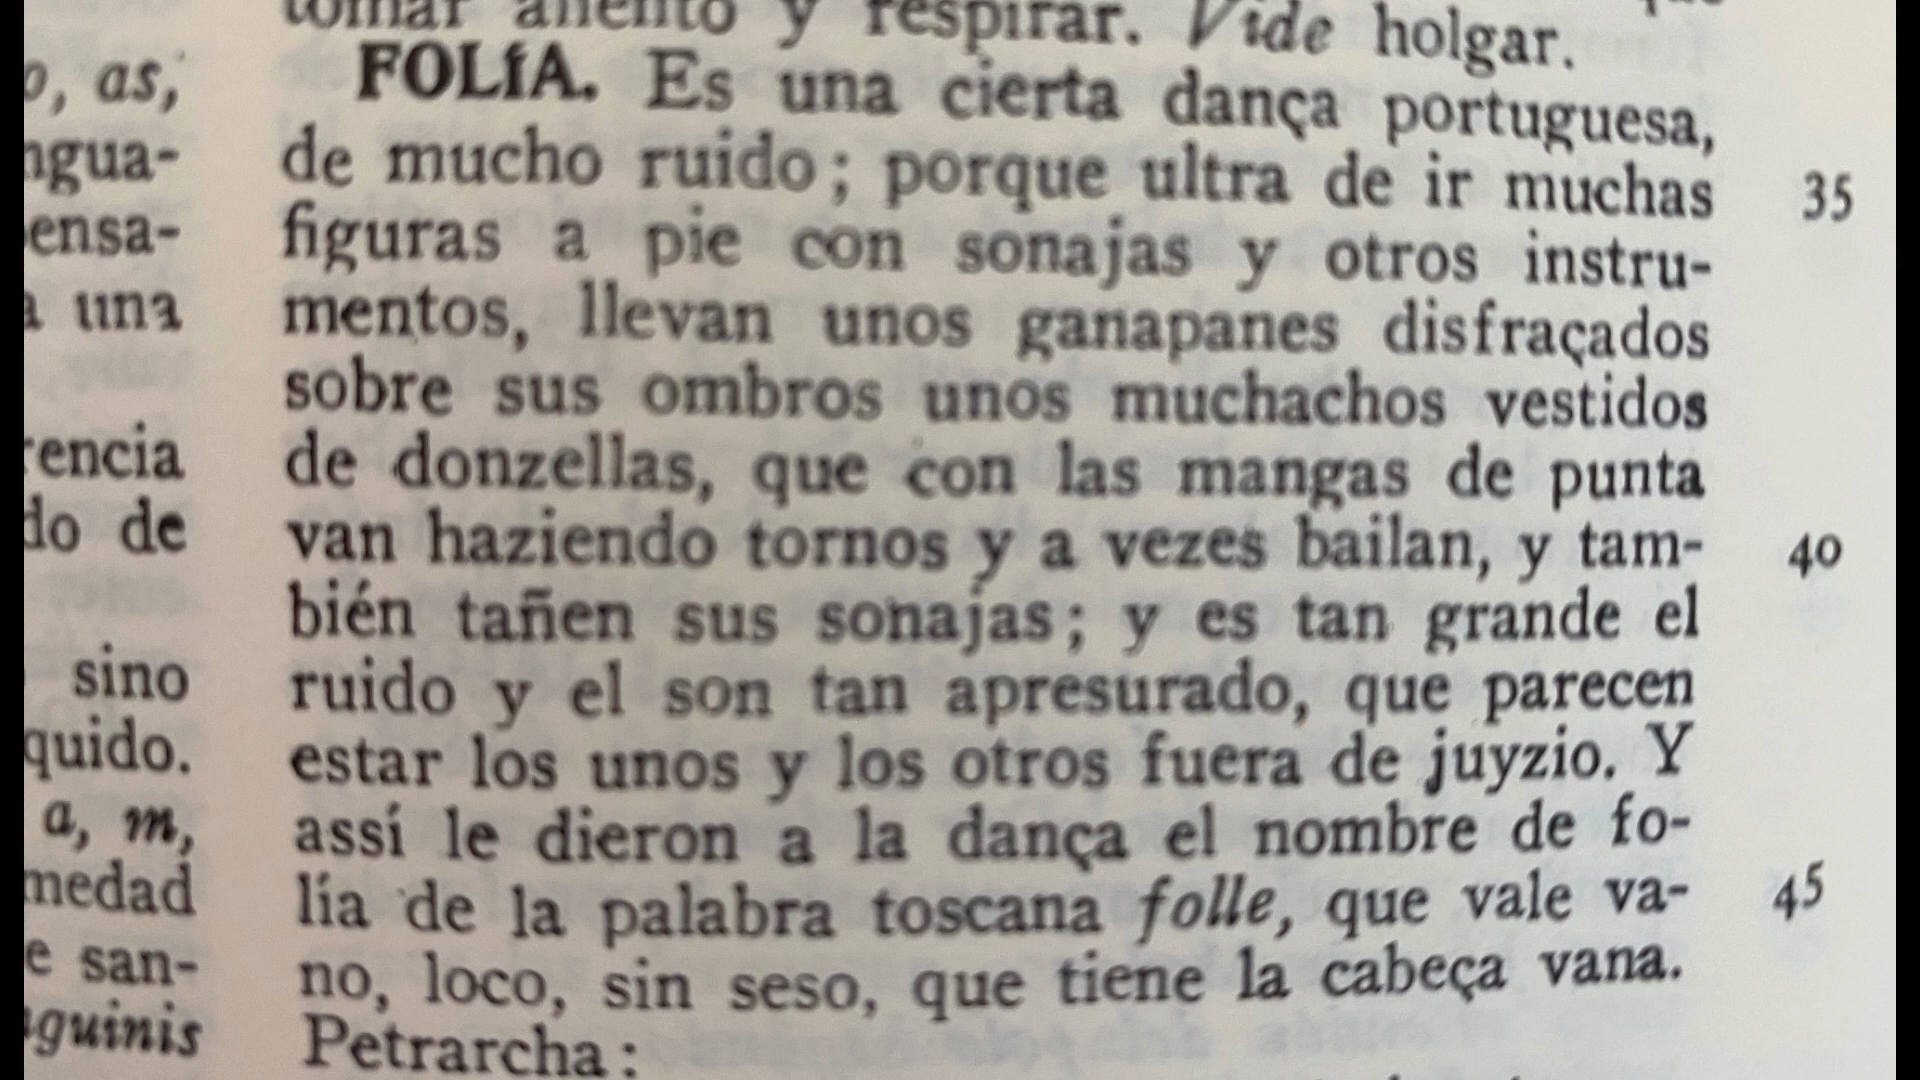 o, as,
ngua-
ensa-
a una
rencia
do de
sino
quido.
a, m,
medad
e san-
guinis
tomar aliento y respirar. Vide holgar.
FOLÍA. Es una cierta dança portuguesa,
de mucho ruido; porque ultra de ir muchas
35
figuras a pie con sonajas y otros instru-
mentos, llevan unos ganapanes disfraçados
sobre sus ombros unos muchachos vestidos
de donzellas, que con las mangas de punta
van haziendo tornos y a vezes bailan, y tam-
40
bién tañen sus sonajas; y es tan grande el
ruido y el son tan apresurado, que parecen
estar los unos y los otros fuera de juyzio. Y
assí le dieron a la dança el nombre de fo-
lía de la palabra toscana folle, que vale va-
45
no, loco, sin seso, que tiene la cabeça vana.
Petrarcha: